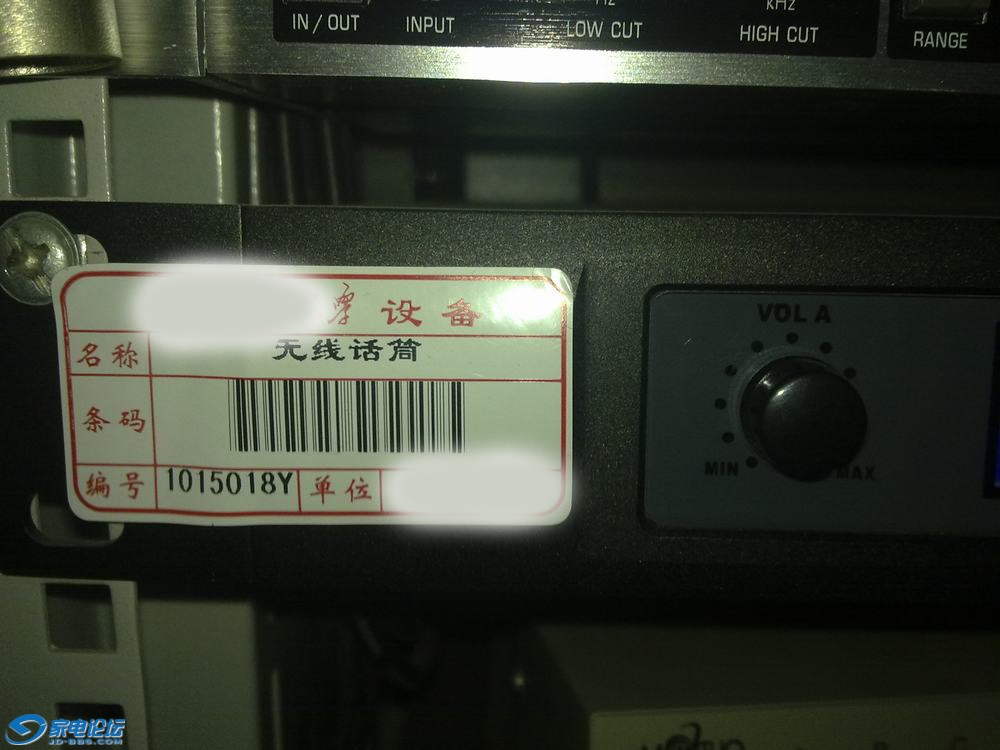 IN / OUT INPUT LOW CUT HIGH CUT RANGE
kHz
设备
名称 无线话筒
条码
编号 1015018Y 单位
VOL A
MIN MAX
家电论坛
JD-BBS.COM